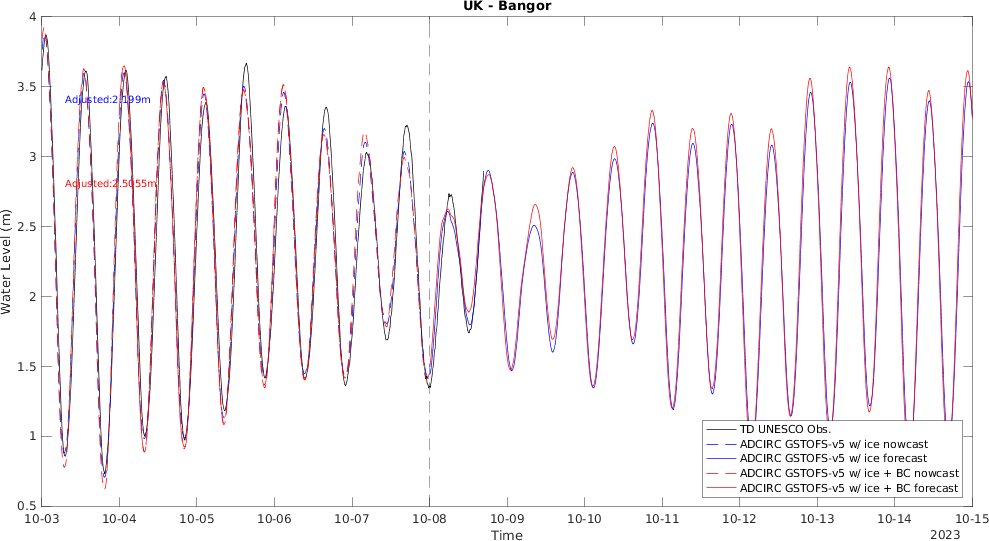 UK - Bangor
4
3.5
3
2.5
2
1.5
1
0.5
Water Level (m)
Adjusted:2.199m
Adjusted:2.5055m
TD UNESCO Obs.
ADCIRC GSTOFS-v5 w/ ice nowcast
ADCIRC GSTOFS-v5 w/ ice forecast
ADCIRC GSTOFS-v5 w/ ice + BC nowcast
ADCIRC GSTOFS-v5 w/ ice + BC forecast
10-03 10-04 10-05 10-06 10-07 10-08 10-09 10-10 10-11 10-12 10-13 10-14 10-15
Time
2023